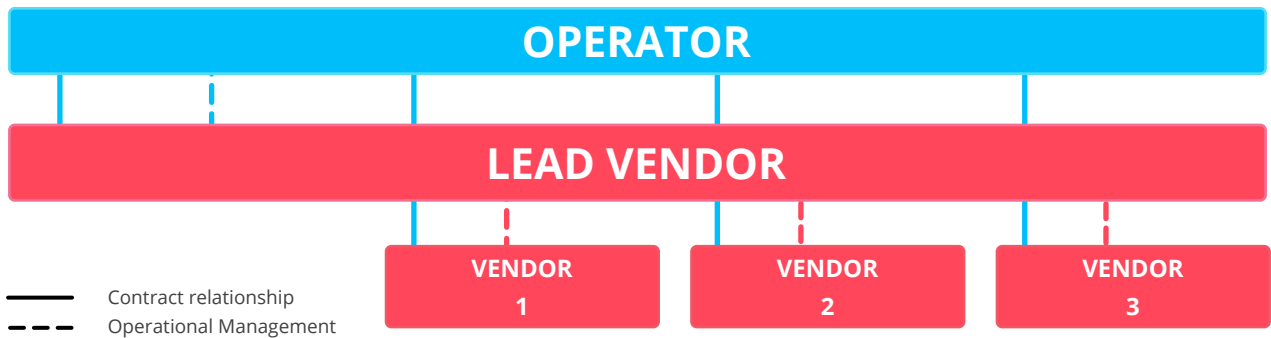 OPERATOR
LEAD VENDOR
VENDOR
1
VENDOR
2
VENDOR
3
Contract relationship
Operational Management